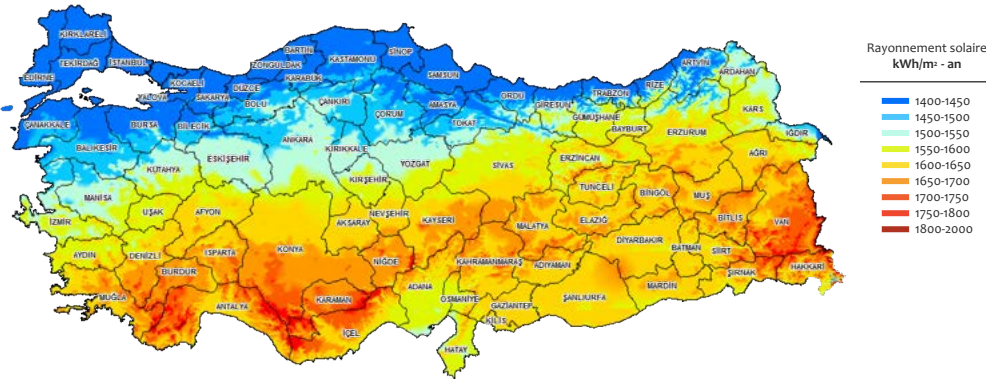 KIRKLARELİ
TEKİRDAĞ
İSTANBUL
EDİRNE
KOCAELİ
YALOVA
SAKARYA
DÜZCE
ZONGULDAK
BARTIN
KARABÜK
KASTAMONU
SİNOP
SAMSUN
ORDU
GİRESUN
TRABZON
RİZE
ARTVİN
ARDAHAN
KARS
IĞDIR
ÇANAKKALE
BALIKESİR
BURSA
BİLECİK
BOLU
ÇANKIRI
ÇORUM
AMASYA
TOKAT
GÜMÜŞHANE
BAYBURT
ERZURUM
AĞRI
KÜTAHYA
ESKİŞEHİR
ANKARA
KIRIKKALE
KIRŞEHİR
YOZGAT
SİVAS
ERZİNCAN
TUNCELİ
BİNGÖL
MUŞ
BİTLİS
VAN
MANİSA
İZMİR
UŞAK
AFYON
AKSARAY
NEVŞEHİR
KAYSERİ
MALATYA
ELAZIĞ
DİYARBAKIR
BATMAN
SİİRT
ŞIRNAK
HAKKARİ
AYDIN
DENİZLİ
BURDUR
ISPARTA
KONYA
NİĞDE
KAHRAMANMARAŞ
ADIYAMAN
MARDİN
MUĞLA
ANTALYA
KARAMAN
İÇEL
ADANA
OSMANİYE
GAZİANTEP
KİLİS
ŞANLIURFA
HATAY
Rayonnement solaire
kWh/m² - an
1400-1450
1450-1500
1500-1550
1550-1600
1600-1650
1650-1700
1700-1750
1750-1800
1800-2000